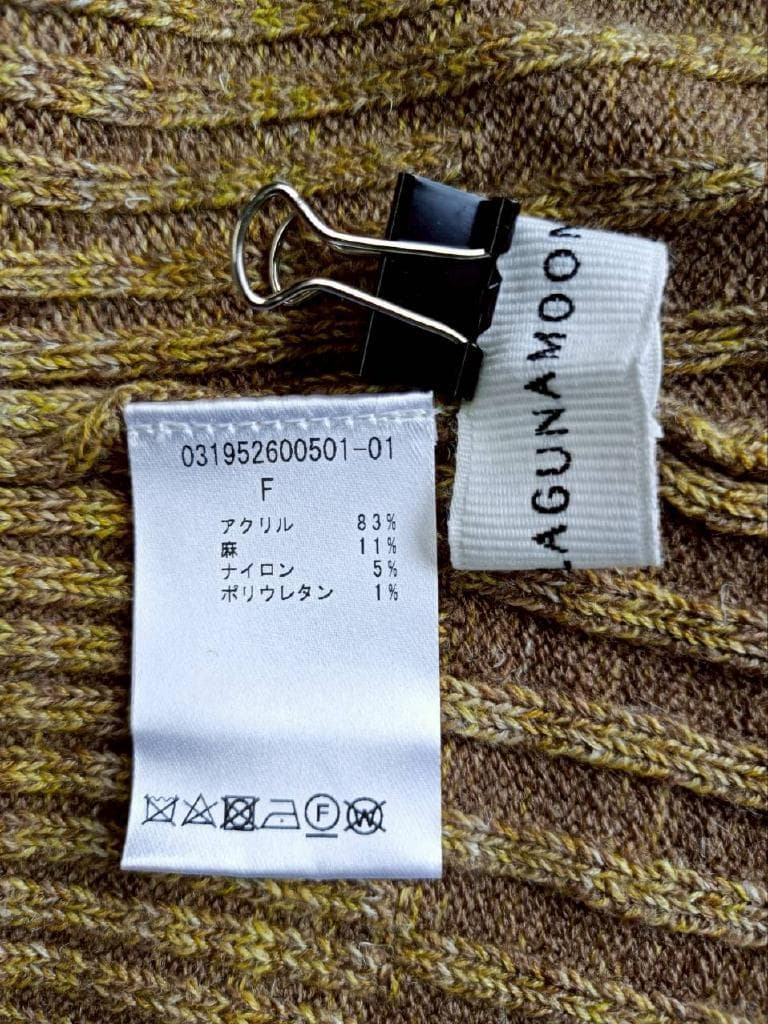 LAGUNAMOON
031952600501-01
F
アクリル 83%
麻 11%
ナイロン 5%
ポリウレタン 1%
F W